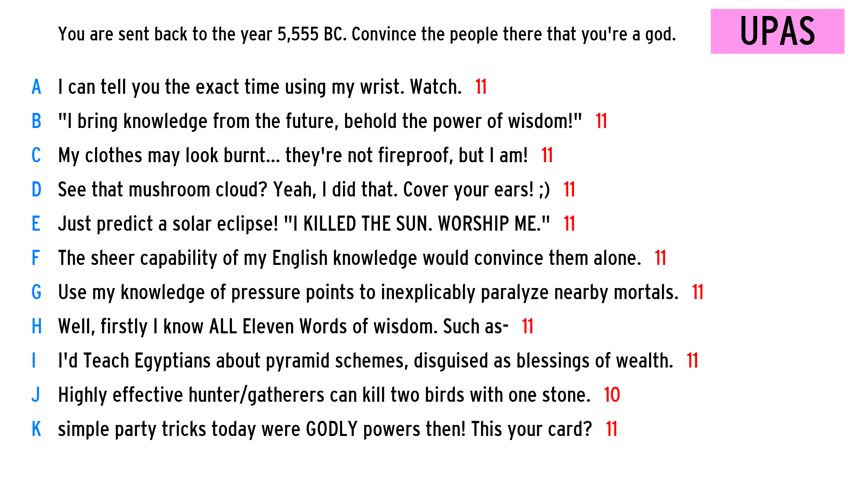 You are sent back to the year 5,555 BC. Convince the people there that you're a god.
UPAS
A I can tell you the exact time using my wrist. Watch. 11
B "I bring knowledge from the future, behold the power of wisdom!" 11
C My clothes may look burnt... they're not fireproof, but I am! 11
D See that mushroom cloud? Yeah, I did that. Cover your ears! ;) 11
E Just predict a solar eclipse! "I KILLED THE SUN. WORSHIP ME." 11
F The sheer capability of my English knowledge would convince them alone. 11
G Use my knowledge of pressure points to inexplicably paralyze nearby mortals. 11
H Well, firstly I know ALL Eleven Words of wisdom. Such as- 11
I I'd Teach Egyptians about pyramid schemes, disguised as blessings of wealth. 11
J Highly effective hunter/gatherers can kill two birds with one stone. 10
K simple party tricks today were GODLY powers then! This your card? 11